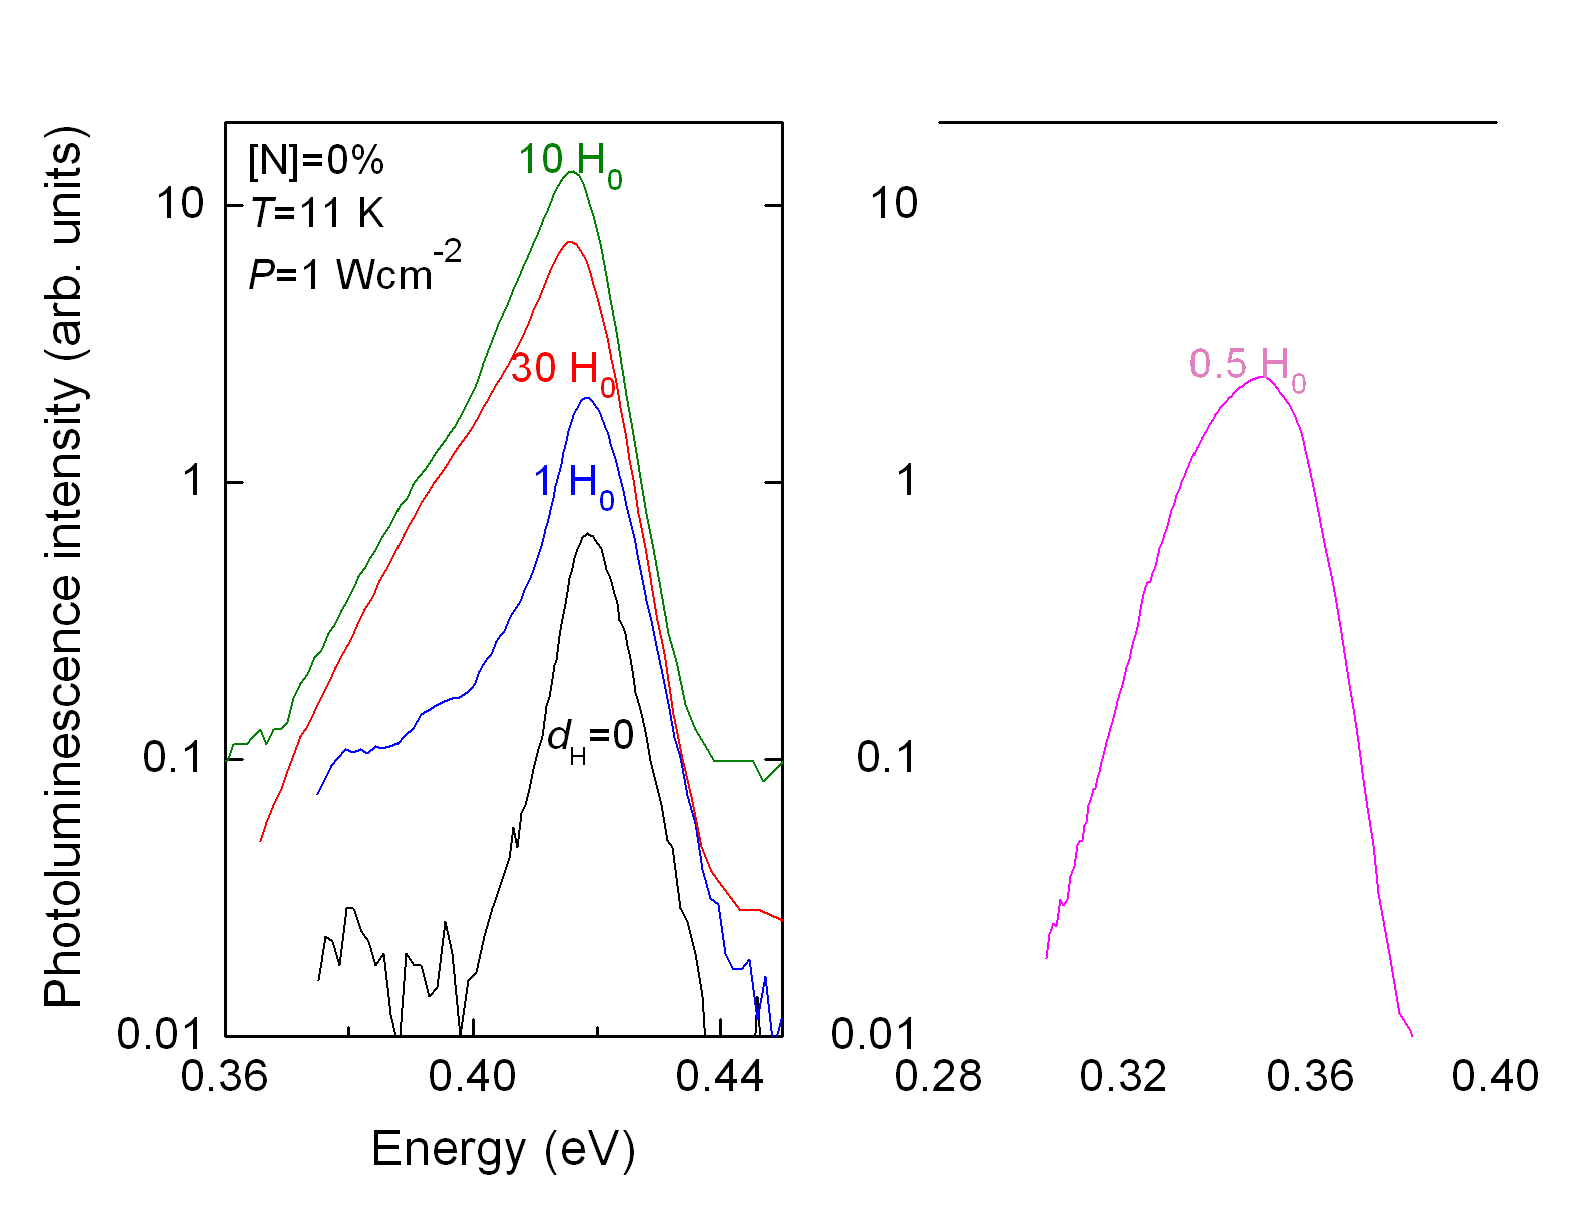 Photoluminescence intensity (arb. units)
[N]=0%
T=11 K
P=1 Wcm-2
10 H0
30 H0
1 H0
dH=0
10
1
0.1
0.01
0.36 0.40 0.44
Energy (eV)
0.5 H0
10
1
0.1
0.01
0.28 0.32 0.36 0.40